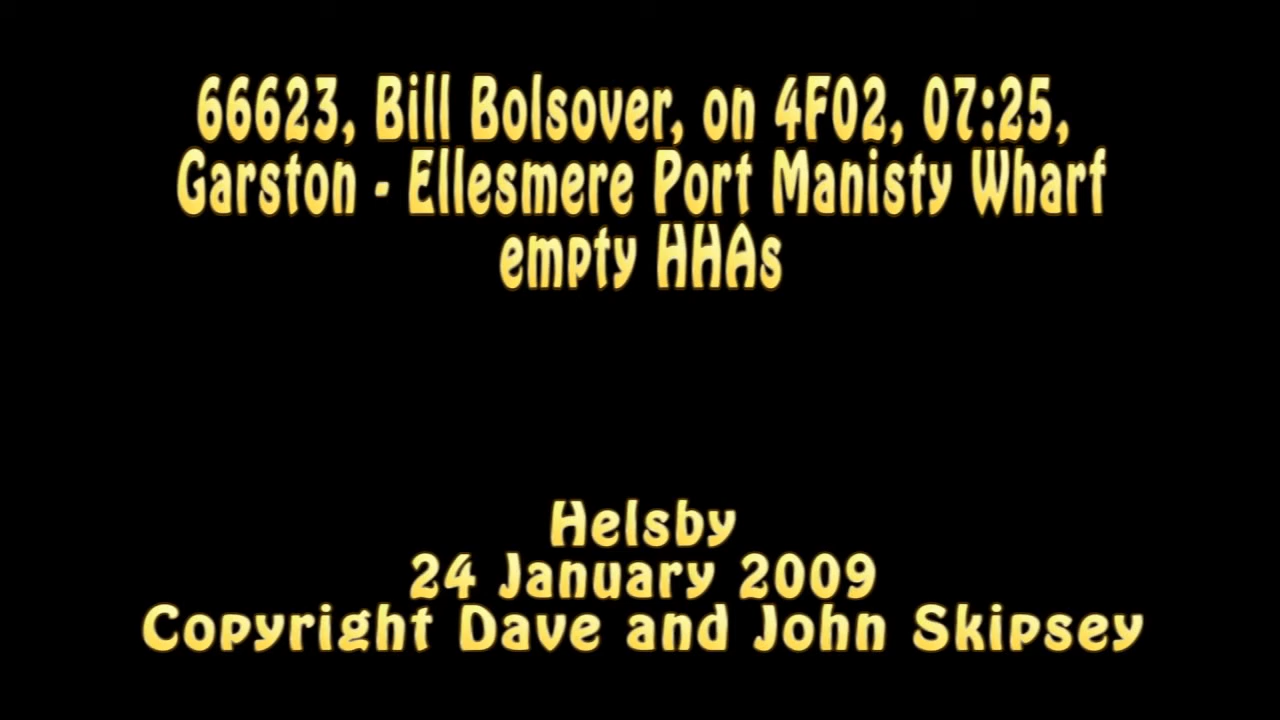 66623, Bill Bolsover, on 4F02, 07:25,
Garston - Ellesmere Port Manisty Wharf
empty HHAs
Helsby
24 January 2009
Copyright Dave and John Skipsey